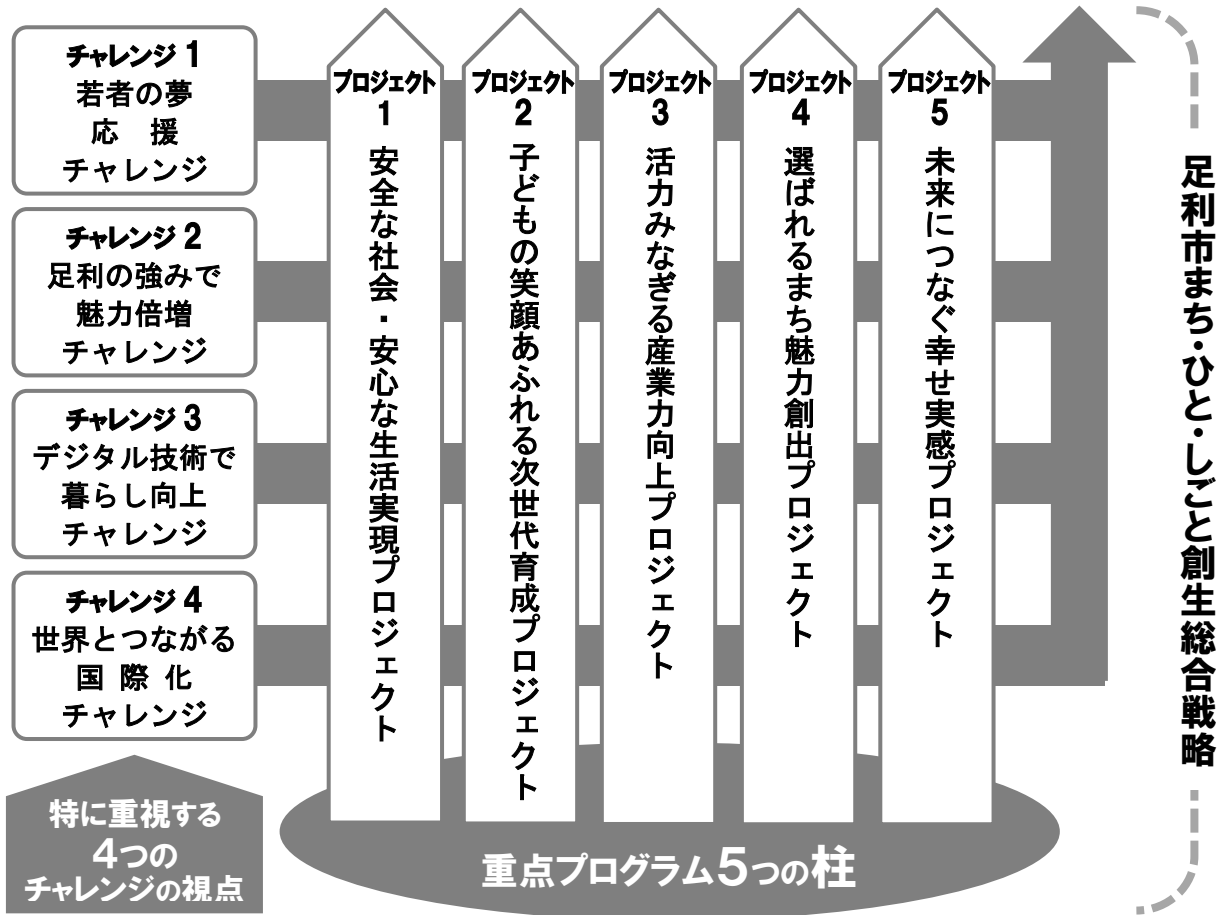 チャレンジ 1
若者の夢
応 援
チャレンジ
チャレンジ 2
足利の強みで
魅力倍増
チャレンジ
チャレンジ 3
デジタル技術で
暮らし向上
チャレンジ
チャレンジ 4
世界とつながる
国 際 化
チャレンジ
特に重視する
4つの
チャレンジの視点
プロジェクト
1
安全な社会・安心な生活実現プロジェクト
プロジェクト
2
子どもの笑顔あふれる次世代育成プロジェクト
プロジェクト
3
活力みなぎる産業力向上プロジェクト
プロジェクト
4
選ばれるまち魅力創出プロジェクト
プロジェクト
5
未来につなぐ幸せ実感プロジェクト
重点プログラム5つの柱
足利市まち・ひと・しごと創生総合戦略